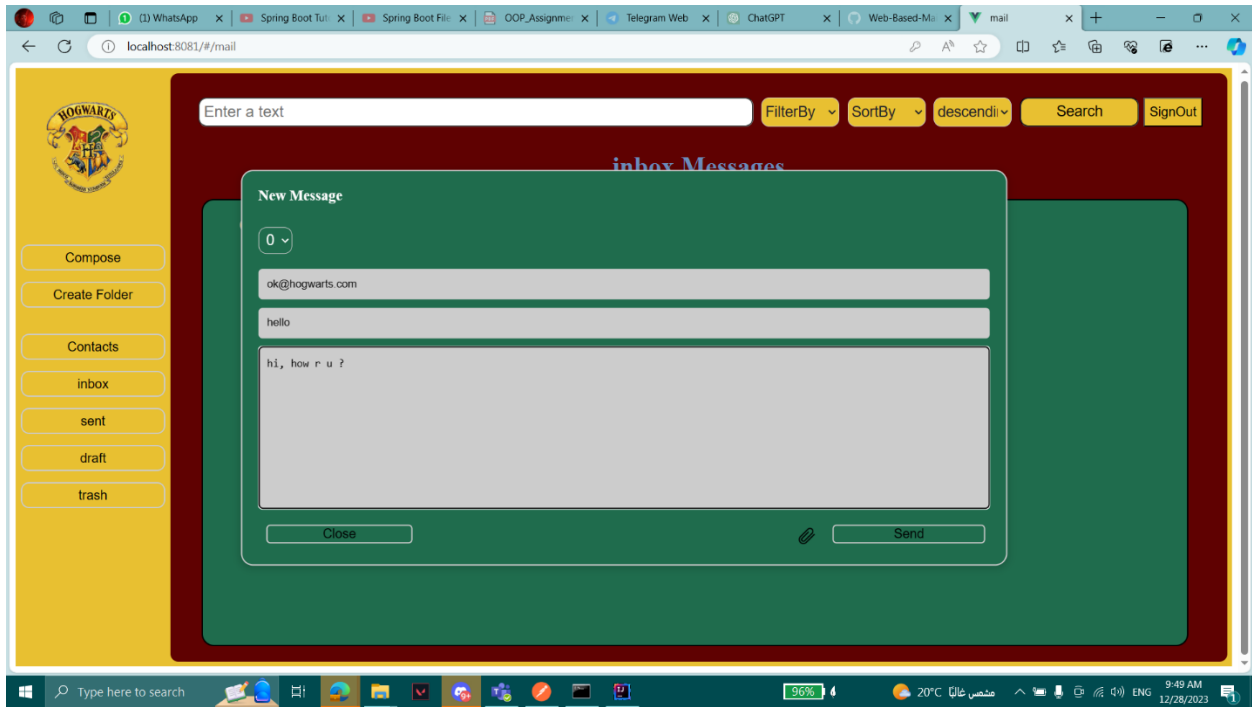 (1) WhatsApp
Spring Boot Tut
Spring Boot File
OOP_Assignme
Telegram Web
ChatGPT
Web-Based-Ma
mail
localhost:8081/#/mail
HOGWARTS
Enter a text
FilterBy
SortBy
descendi
Search
SignOut
inbox Messages
New Message
0
ok@hogwarts.com
hello
hi, how r u ?
Close
Send
Compose
Create Folder
Contacts
inbox
sent
draft
trash
Type here to search
96%
20°C مشمس غالبًا
ENG
9:49 AM
12/28/2023